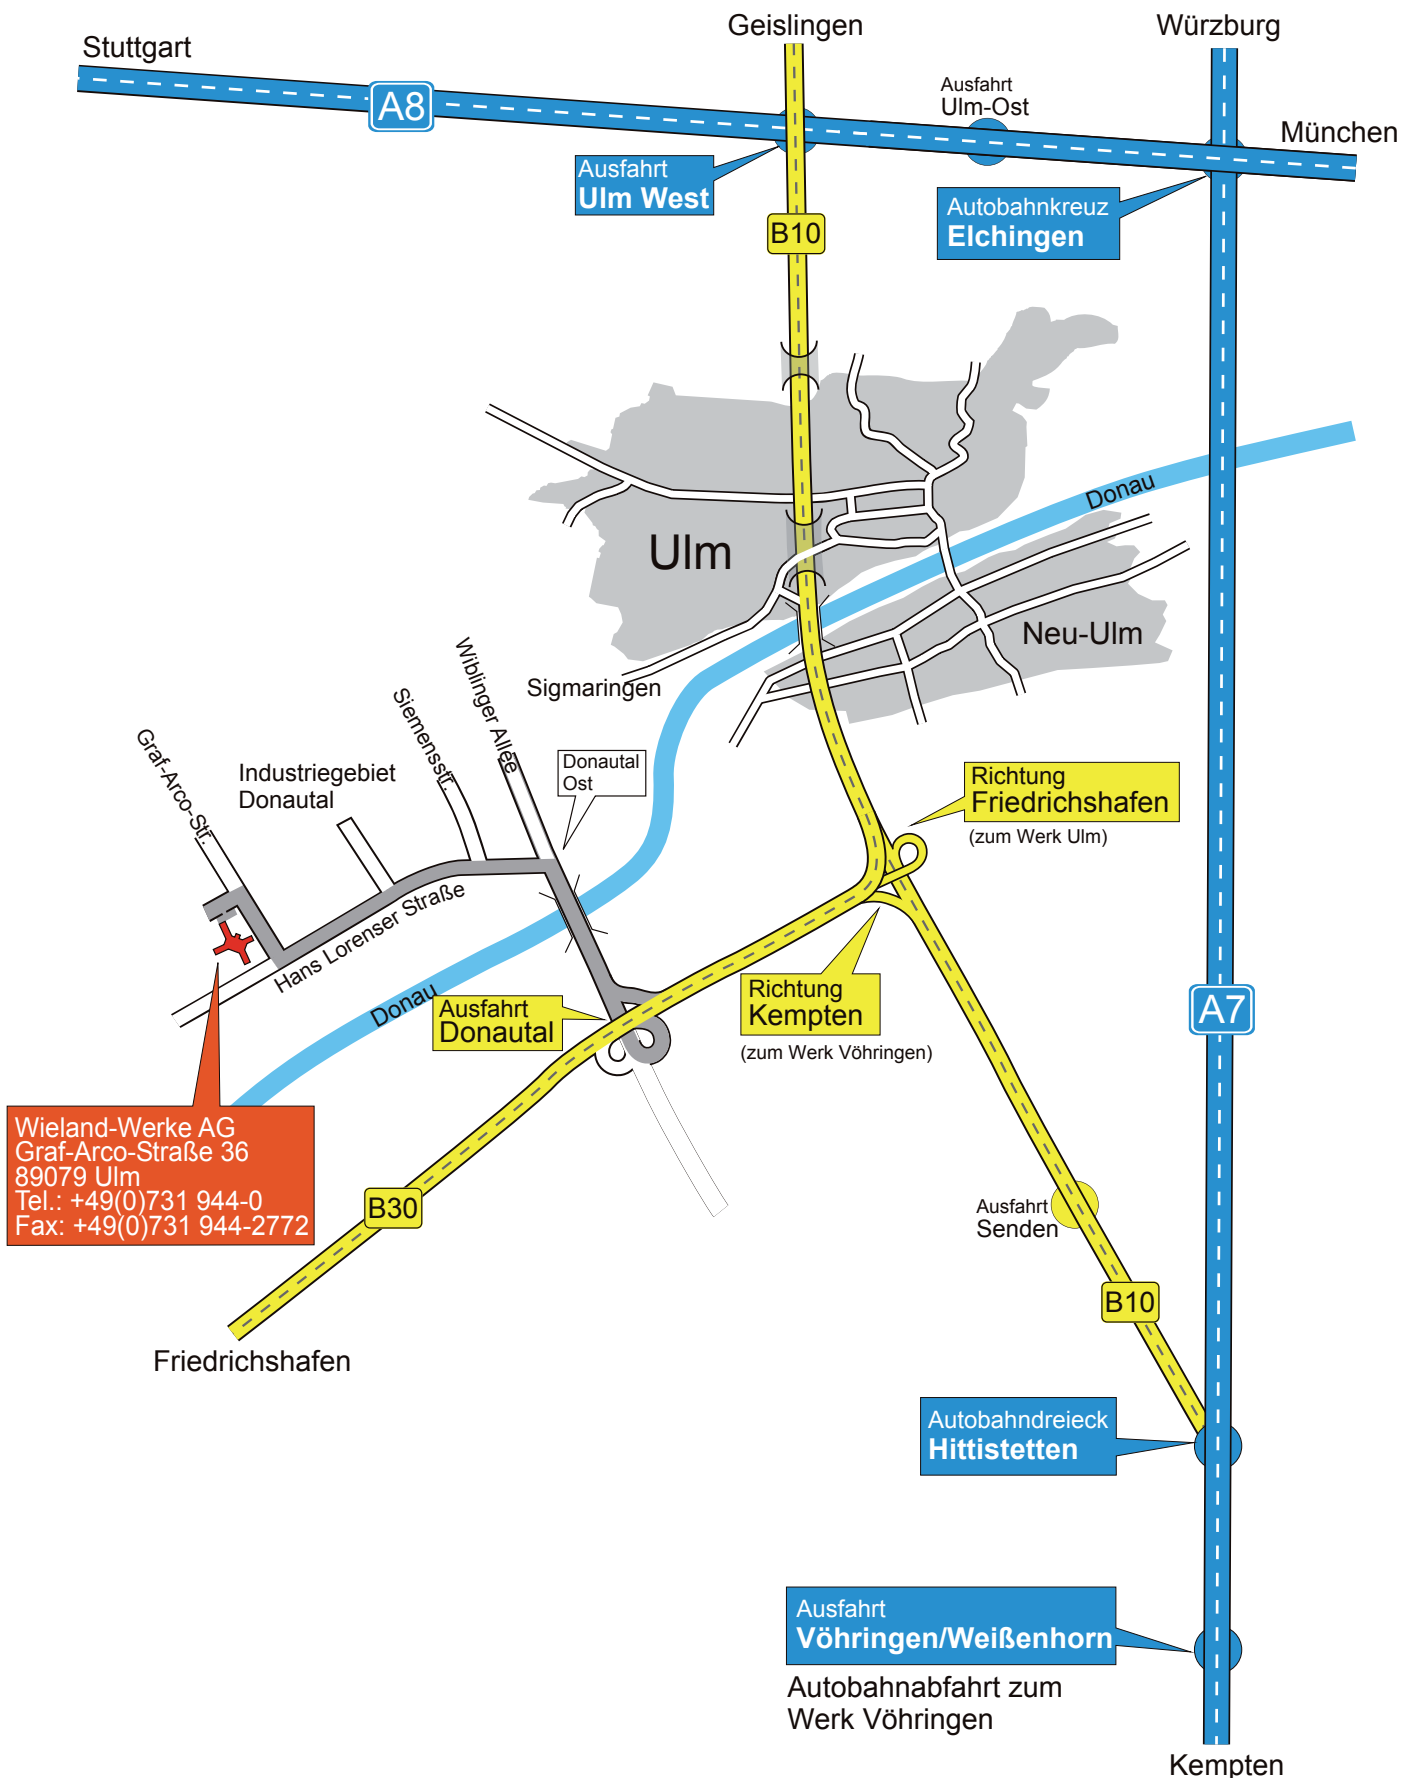 Geislingen
Würzburg
Stuttgart
A8
Ausfahrt
Ulm-Ost
München
Ausfahrt
Ulm West
B10
Autobahnkreuz
Elchingen
Donau
Ulm
Neu-Ulm
Sigmaringen
Wiblinger Allee
Siemensstr.
Graf-Arco-Str.
Industriegebiet
Donautal
Donautal
Ost
Richtung
Friedrichshafen
(zum Werk Ulm)
Hans Lorenser Straße
Donau
Ausfahrt
Donautal
Richtung
Kempten
(zum Werk Vöhringen)
A7
Wieland-Werke AG
Graf-Arco-Straße 36
89079 Ulm
Tel.: +49(0)731 944-0
Fax: +49(0)731 944-2772
B30
Ausfahrt
Senden
B10
Friedrichshafen
Autobahndreieck
Hittistetten
Ausfahrt
Vöhringen/Weißenhorn
Autobahnabfahrt zum
Werk Vöhringen
Kempten